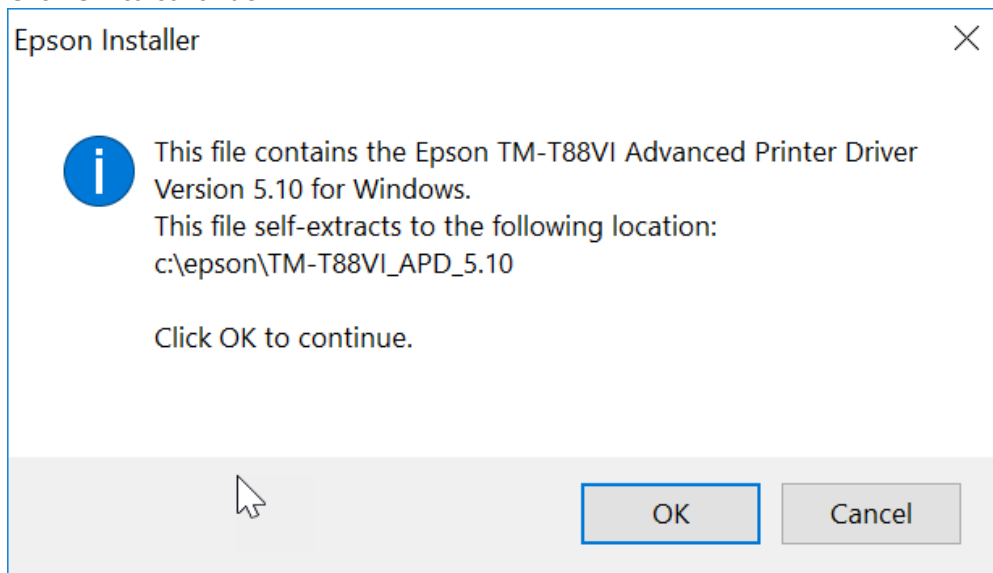 Epson Installer
This file contains the Epson TM-T88VI Advanced Printer Driver
Version 5.10 for Windows.
This file self-extracts to the following location:
c:\epson\TM-T88VI_APD_5.10
Click OK to continue.
OK
Cancel